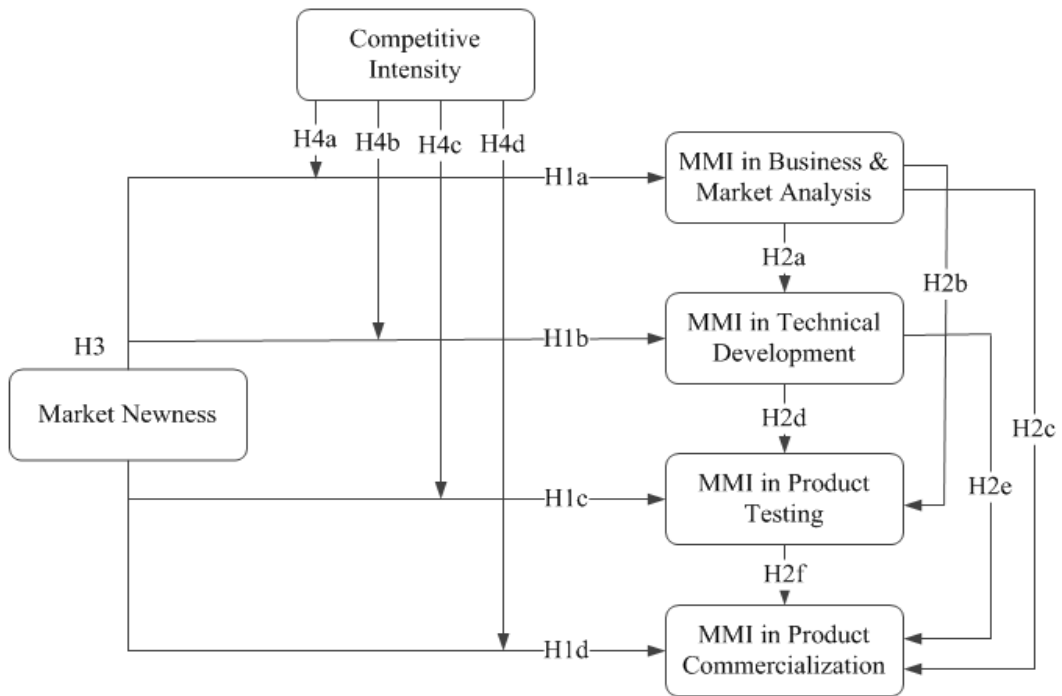 Competitive
Intensity
H4a
H4b
H4c
H4d
H1a
MMI in Business &
Market Analysis
H2a
H2b
H3
H1b
MMI in Technical
Development
Market Newness
H2d
H2c
H1c
MMI in Product
Testing
H2e
H2f
H1d
MMI in Product
Commercialization